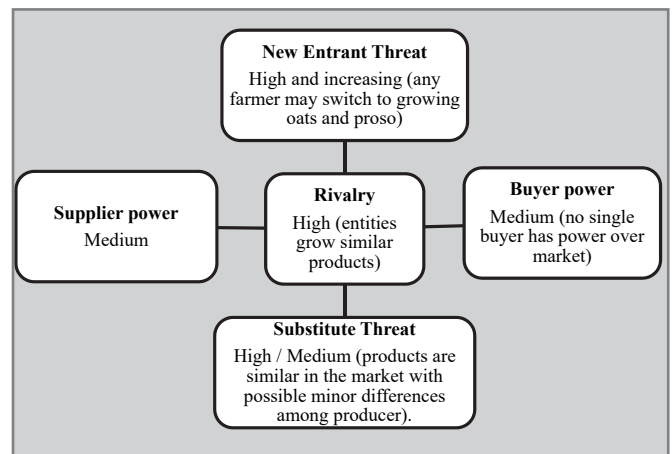 New Entrant Threat
High and increasing (any
farmer may switch to growing
oats and proso)
Supplier power
Medium
Rivalry
High (entities
grow similar
products)
Buyer power
Medium (no single
buyer has power over
market)
Substitute Threat
High / Medium (products are
similar in the market with
possible minor differences
among producer).